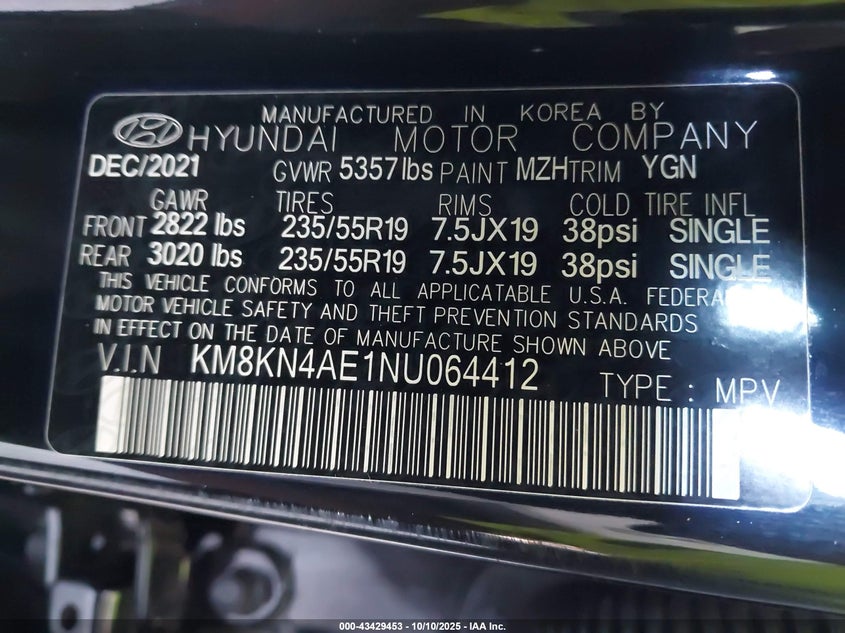 MANUFACTURED IN KOREA BY
HYUNDAI MOTOR COMPANY
DEC/2021 GVWR 5357lbs PAINT MZH TRIM YGN
GAWR TIRES RIMS COLD TIRE INFL
FRONT 2822 lbs 235/55R19 7.5JX19 38psi SINGLE
REAR 3020 lbs 235/55R19 7.5JX19 38psi SINGLE
THIS VEHICLE CONFORMS TO ALL APPLICATABLE U.S.A. FEDERAL
MOTOR VEHICLE SAFETY AND THEFT PREVENTION STANDARDS
IN EFFECT ON THE DATE OF MANUFACTURE SHOWN ABOVE
V.I.N KM8KN4AE1NU064412 TYPE : MPV
000-43429453 - 10/10/2025 - IAA Inc.